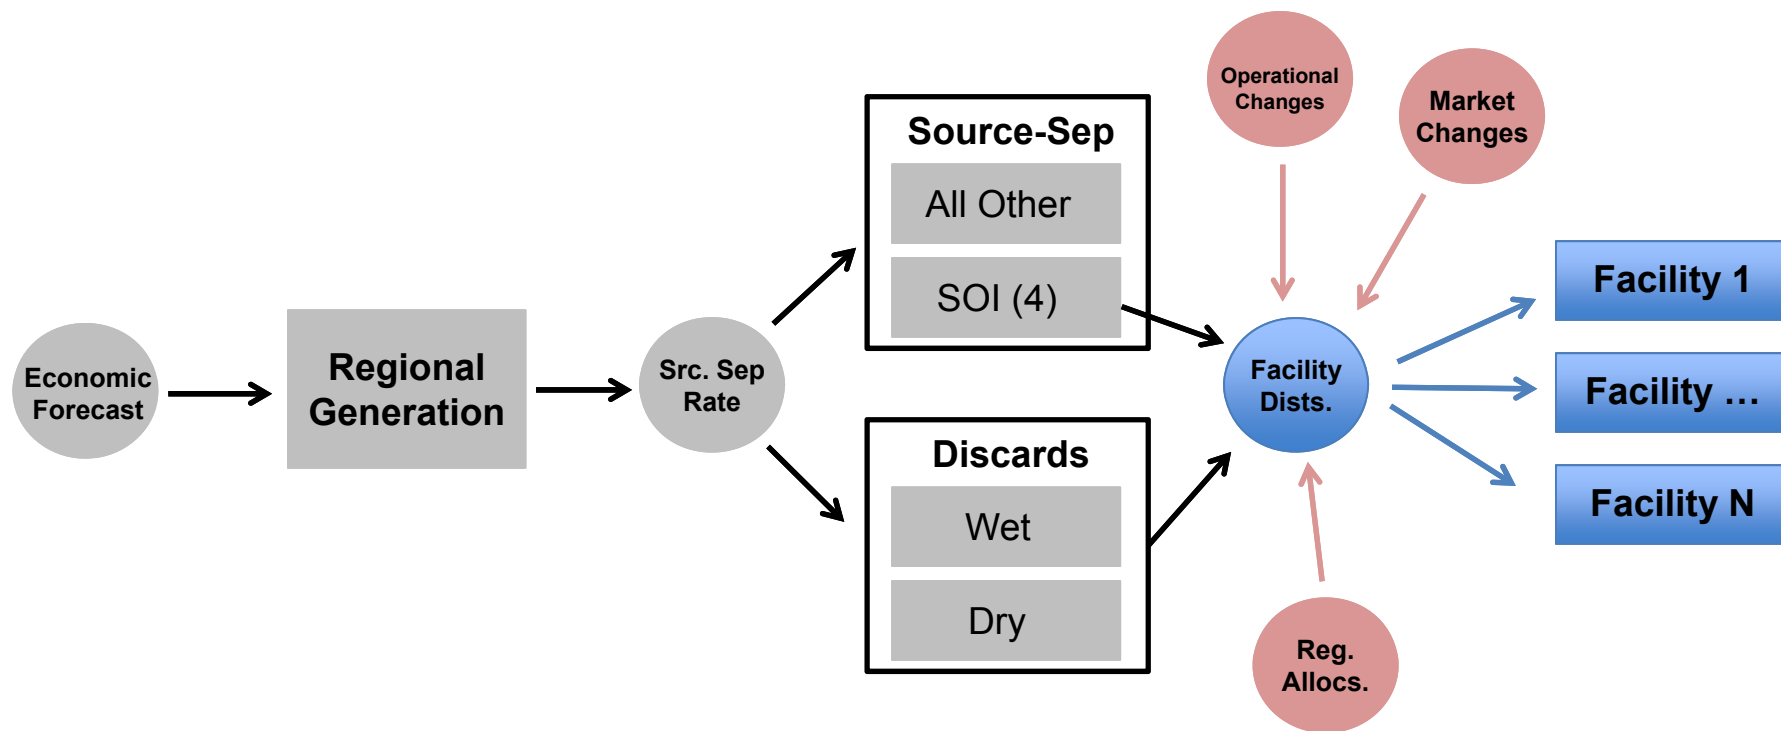 Economic
Forecast
Regional
Generation
Src. Sep
Rate
Source-Sep
All Other
SOI (4)
Discards
Wet
Dry
Operational
Changes
Market
Changes
Facility
Dists.
Reg.
Allocs.
Facility 1
Facility …
Facility N